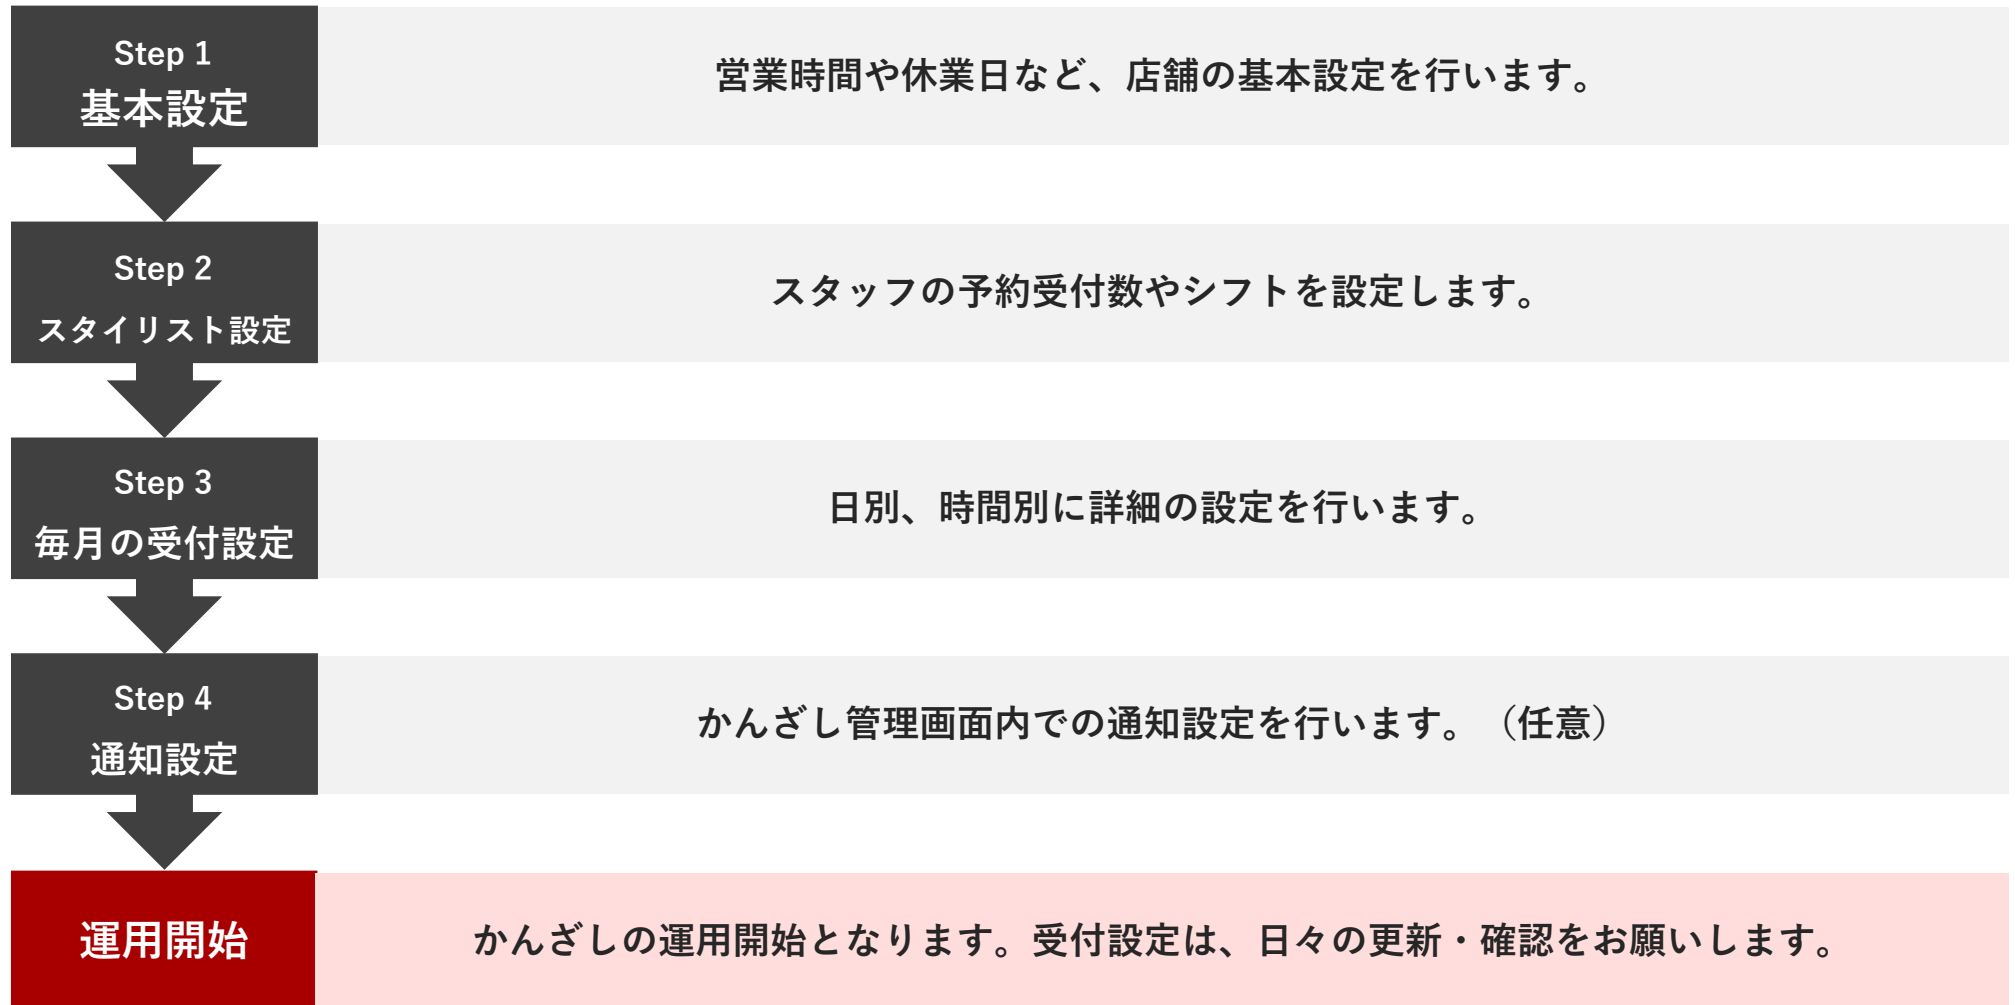 Step 1
基本設定
営業時間や休業日など、店舗の基本設定を行います。
Step 2
スタイリスト設定
スタッフの予約受付数やシフトを設定します。
Step 3
毎月の受付設定
日別、時間別に詳細の設定を行います。
Step 4
通知設定
かんざし管理画面内での通知設定を行います。（任意）
運用開始
かんざしの運用開始となります。受付設定は、日々の更新・確認をお願いします。